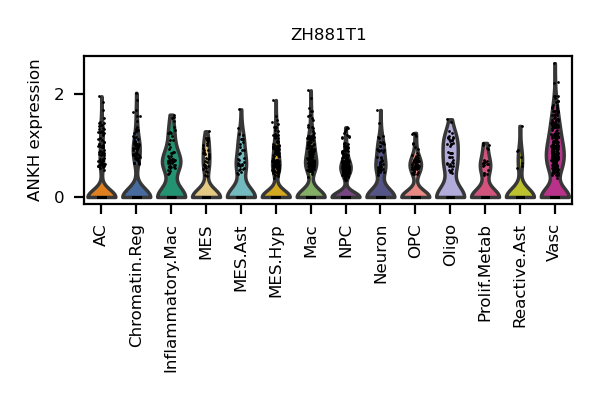 ZH881T1
ANKH expression
2
0
AC
Chromatin.Reg
Inflammatory.Mac
MES
MES.Ast
MES.Hyp
Mac
NPC
Neuron
OPC
Oligo
Prolif.Metab
Reactive.Ast
Vasc